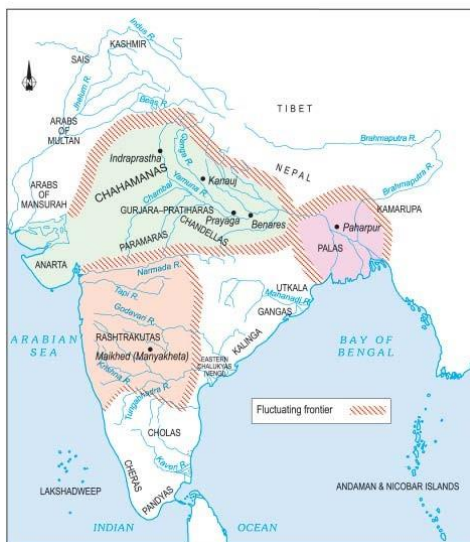 Indus R.
KASHMIR
SAIS
Jhelum R.
Beas R.
TIBET
ARABS
OF
MULTAN
Brahmaputra R.
Ganga R.
NEPAL
Indraprastha
Brahmaputra R.
ARABS
OF
MANSURAH
CHAHAMANAS
Kanauj
Yamuna R.
Chambal
KAMARUPA
GURJARA-PRATIHARAS
Prayaga
Benares
Paharpur
CHANDELLAS
PARAMARAS
PALAS
ANARTA
Narmada R.
UTKALA
Mahanadi R.
Tapi R.
GANGAS
Godavari R.
KALINGA
ARABIAN
SEA
RASHTRAKUTAS
Malkhed (Manyakheta)
BAY OF
BENGAL
EASTERN
CHALUKYAS
(VENGI)
Krishna R.
Tungabhadra R.
Fluctuating frontier
CHOLAS
Kaveri R.
CHERAS
PANDYAS
LAKSHADWEEP
ANDAMAN & NICOBAR ISLANDS
INDIAN OCEAN